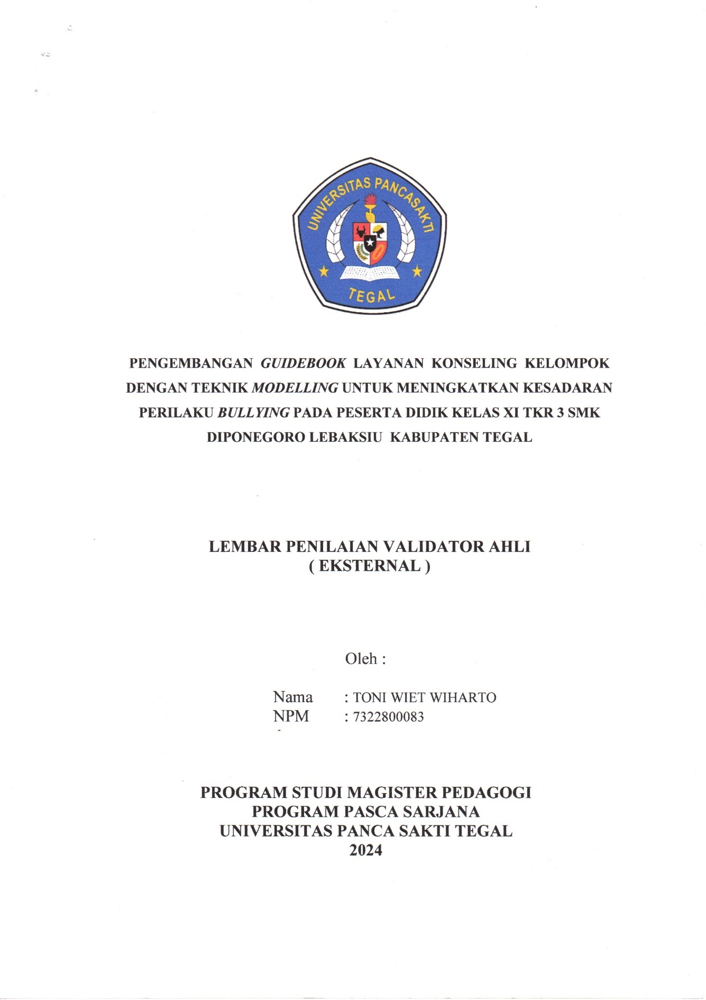 UNIVERSITAS PANCASAKTI
TEGAL
PENGEMBANGAN GUIDEBOOK LAYANAN KONSELING KELOMPOK
DENGAN TEKNIK MODELLING UNTUK MENINGKATKAN KESADARAN
PERILAKU BULLYING PADA PESERTA DIDIK KELAS XI TKR 3 SMK
DIPONEGORO LEBAKSIU KABUPATEN TEGAL
LEMBAR PENILAIAN VALIDATOR AHLI
( EKSTERNAL )
Oleh :
Nama : TONI WIET WIHARTO
NPM : 7322800083
PROGRAM STUDI MAGISTER PEDAGOGI
PROGRAM PASCA SARJANA
UNIVERSITAS PANCA SAKTI TEGAL
2024